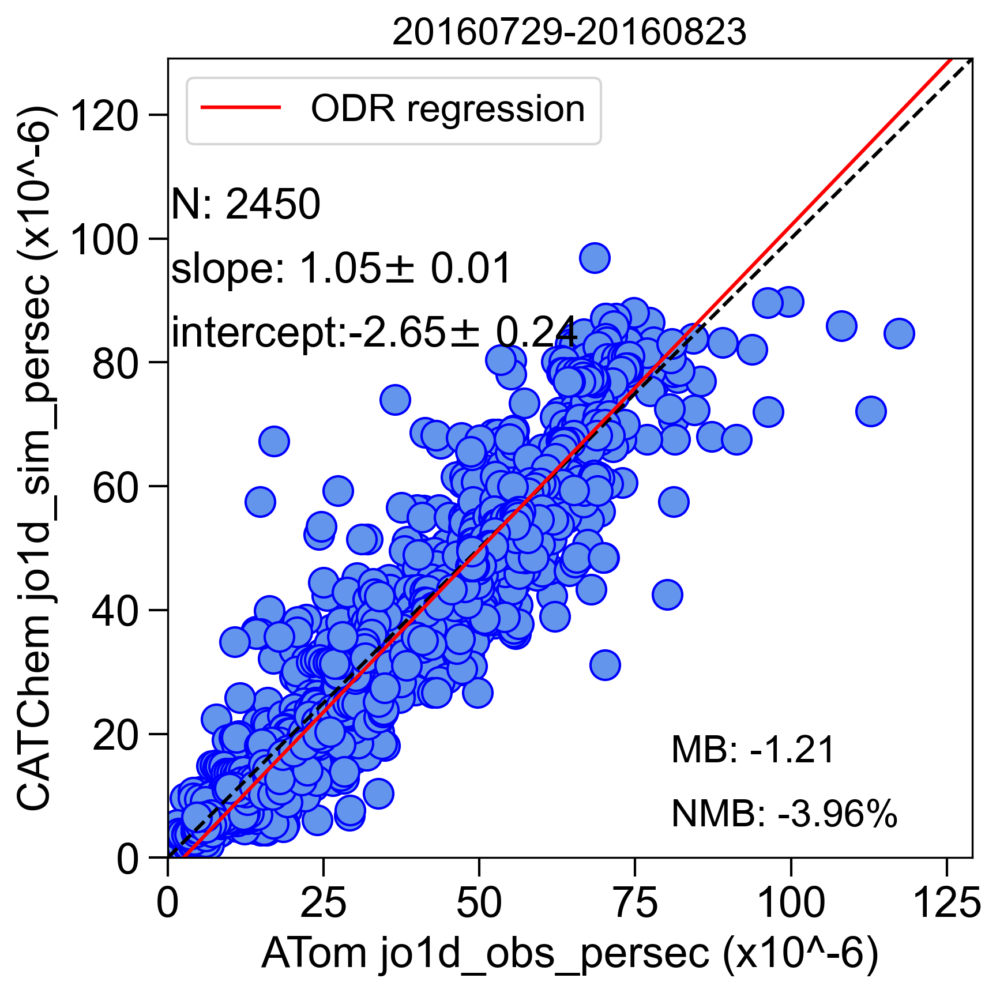 20160729-20160823
ODR regression
N: 2450
slope: 1.05± 0.01
intercept:-2.65± 0.24
MB: -1.21
NMB: -3.96%
CATChem jo1d_sim_persec (x10^-6)
120
100
80
60
40
20
0
0 25 50 75 100 125
ATom jo1d_obs_persec (x10^-6)